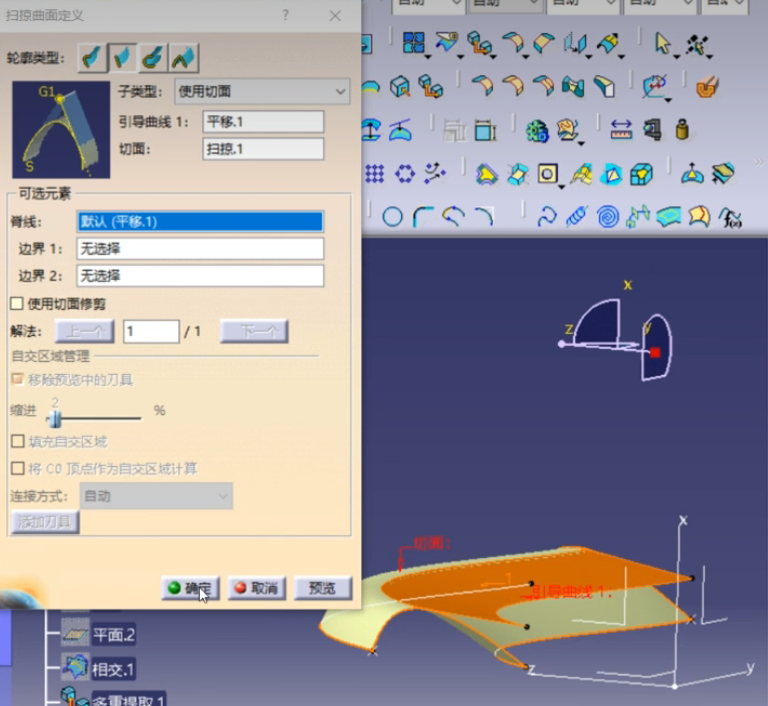 扫掠曲面定义
?
自动
自动
自动
自动
自
轮廓类型:
G1
S
子类型: 使用切面
引导曲线 1: 平移.1
切面: 扫掠.1
可选元素
脊线: 默认 (平移.1)
边界 1: 无选择
边界 2: 无选择
使用切面修剪
解法: 上一个 1 / 1 下一个
自交区域管理
移除预览中的刀具
缩进 2 %
填充自交区域
将 C0 顶点作为自交区域计算
连接方式: 自动
添加刀具
确定 取消 预览
f(x)
x
z
y
切面:
引导曲线 1:
x
z
y
平面.2
相交.1
多重提取.1